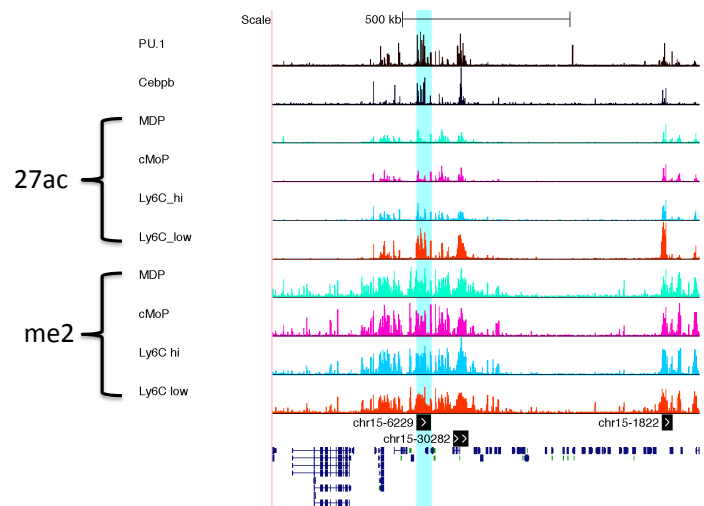 Scale
500 kb
PU.1
Cebpb
27ac
MDP
cMoP
Ly6C_hi
Ly6C_low
me2
MDP
cMoP
Ly6C hi
Ly6C low
chr15-6229
chr15-1822
chr15-30282